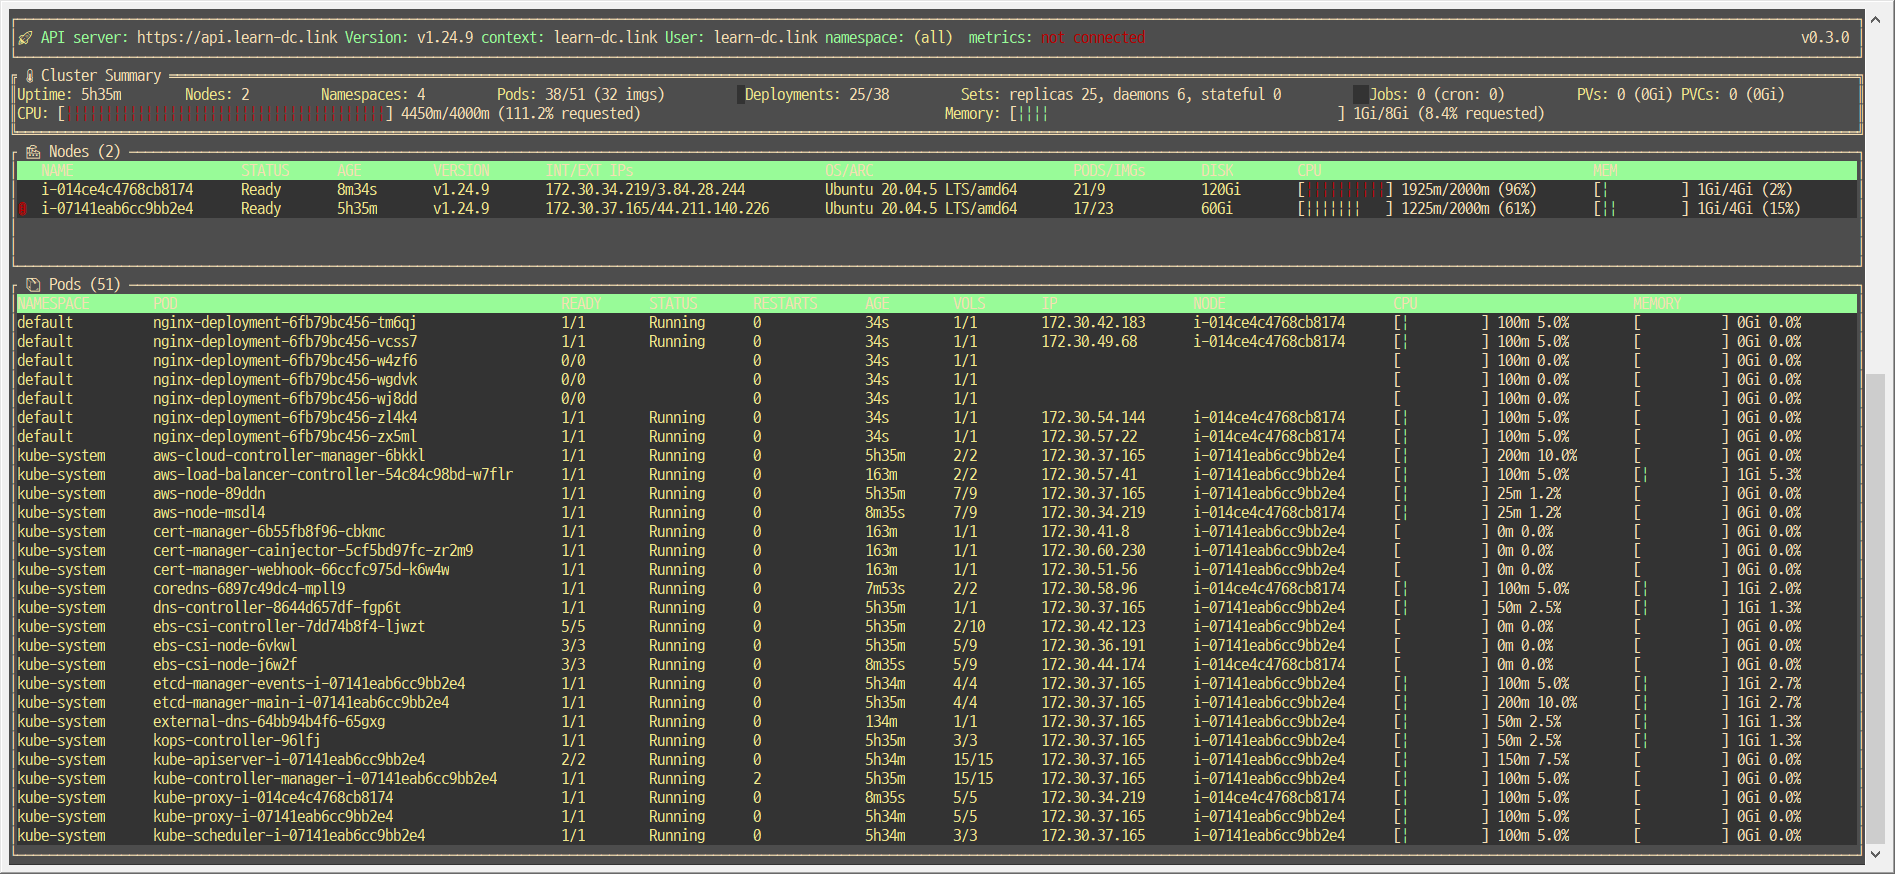 API server: https://api.learn-dc.link Version: v1.24.9 context: learn-dc.link User: learn-dc.link namespace: (all) metrics: not connected v0.3.0
Cluster Summary
Uptime: 5h35m Nodes: 2 Namespaces: 4 Pods: 38/51 (32 imgs) Deployments: 25/38 Sets: replicas 25, daemons 6, stateful 0 Jobs: 0 (cron: 0) PVs: 0 (0Gi) PVCs: 0 (0Gi)
CPU: [||||||||||||||||||||||||||||||||||||||||] 4450m/4000m (111.2% requested) Memory: [|||| ] 1Gi/8Gi (8.4% requested)
Nodes (2)
NAME STATUS AGE VERSION INT/EXT IPs OS/ARC PODS/IMGs DISK CPU MEM
i-014ce4c4768cb8174 Ready 8m34s v1.24.9 172.30.34.219/3.84.28.244 Ubuntu 20.04.5 LTS/amd64 21/9 120Gi [||||||||||] 1925m/2000m (96%) [| ] 1Gi/4Gi (2%)
i-07141eab6cc9bb2e4 Ready 5h35m v1.24.9 172.30.37.165/44.211.140.226 Ubuntu 20.04.5 LTS/amd64 17/23 60Gi [||||||| ] 1225m/2000m (61%) [|| ] 1Gi/4Gi (15%)
Pods (51)
NAMESPACE POD READY STATUS RESTARTS AGE VOLS IP NODE CPU MEMORY
default nginx-deployment-6fb79bc456-tm6qj 1/1 Running 0 34s 1/1 172.30.42.183 i-014ce4c4768cb8174 [| ] 100m 5.0% [ ] 0Gi 0.0%
default nginx-deployment-6fb79bc456-vcss7 1/1 Running 0 34s 1/1 172.30.49.68 i-014ce4c4768cb8174 [| ] 100m 5.0% [ ] 0Gi 0.0%
default nginx-deployment-6fb79bc456-w4zf6 0/0 0 34s 1/1 [ ] 100m 0.0% [ ] 0Gi 0.0%
default nginx-deployment-6fb79bc456-wgdvk 0/0 0 34s 1/1 [ ] 100m 0.0% [ ] 0Gi 0.0%
default nginx-deployment-6fb79bc456-wj8dd 0/0 0 34s 1/1 [ ] 100m 0.0% [ ] 0Gi 0.0%
default nginx-deployment-6fb79bc456-zl4k4 1/1 Running 0 34s 1/1 172.30.54.144 i-014ce4c4768cb8174 [| ] 100m 5.0% [ ] 0Gi 0.0%
default nginx-deployment-6fb79bc456-zx5ml 1/1 Running 0 34s 1/1 172.30.57.22 i-014ce4c4768cb8174 [| ] 100m 5.0% [ ] 0Gi 0.0%
kube-system aws-cloud-controller-manager-6bkkl 1/1 Running 0 5h35m 2/2 172.30.37.165 i-07141eab6cc9bb2e4 [| ] 200m 10.0% [ ] 0Gi 0.0%
kube-system aws-load-balancer-controller-54c84c98bd-w7flr 1/1 Running 0 163m 2/2 172.30.57.41 i-07141eab6cc9bb2e4 [| ] 100m 5.0% [| ] 1Gi 5.3%
kube-system aws-node-89ddn 1/1 Running 0 5h35m 7/9 172.30.37.165 i-07141eab6cc9bb2e4 [| ] 25m 1.2% [ ] 0Gi 0.0%
kube-system aws-node-msdl4 1/1 Running 0 8m35s 7/9 172.30.34.219 i-014ce4c4768cb8174 [| ] 25m 1.2% [ ] 0Gi 0.0%
kube-system cert-manager-6b55fb8f96-cbkmc 1/1 Running 0 163m 1/1 172.30.41.8 i-07141eab6cc9bb2e4 [ ] 0m 0.0% [ ] 0Gi 0.0%
kube-system cert-manager-cainjector-5cf5bd97fc-zr2m9 1/1 Running 0 163m 1/1 172.30.60.230 i-07141eab6cc9bb2e4 [ ] 0m 0.0% [ ] 0Gi 0.0%
kube-system cert-manager-webhook-66ccfc975d-k6w4w 1/1 Running 0 163m 1/1 172.30.51.56 i-07141eab6cc9bb2e4 [ ] 0m 0.0% [ ] 0Gi 0.0%
kube-system coredns-6897c49dc4-mpll9 1/1 Running 0 7m53s 2/2 172.30.58.96 i-014ce4c4768cb8174 [| ] 100m 5.0% [| ] 1Gi 2.0%
kube-system dns-controller-8644d657df-fgp6t 1/1 Running 0 5h35m 1/1 172.30.37.165 i-07141eab6cc9bb2e4 [| ] 50m 2.5% [| ] 1Gi 1.3%
kube-system ebs-csi-controller-7dd74b8f4-ljwzt 5/5 Running 0 5h35m 2/10 172.30.42.123 i-07141eab6cc9bb2e4 [ ] 0m 0.0% [ ] 0Gi 0.0%
kube-system ebs-csi-node-6vkwl 3/3 Running 0 5h35m 5/9 172.30.36.191 i-07141eab6cc9bb2e4 [ ] 0m 0.0% [ ] 0Gi 0.0%
kube-system ebs-csi-node-j6w2f 3/3 Running 0 8m35s 5/9 172.30.44.174 i-014ce4c4768cb8174 [ ] 0m 0.0% [ ] 0Gi 0.0%
kube-system etcd-manager-events-i-07141eab6cc9bb2e4 1/1 Running 0 5h34m 4/4 172.30.37.165 i-07141eab6cc9bb2e4 [| ] 100m 5.0% [| ] 1Gi 2.7%
kube-system etcd-manager-main-i-07141eab6cc9bb2e4 1/1 Running 0 5h35m 4/4 172.30.37.165 i-07141eab6cc9bb2e4 [| ] 200m 10.0% [| ] 1Gi 2.7%
kube-system external-dns-64bb94b4f6-65gxg 1/1 Running 0 134m 1/1 172.30.37.165 i-07141eab6cc9bb2e4 [| ] 50m 2.5% [| ] 1Gi 1.3%
kube-system kops-controller-96lfj 1/1 Running 0 5h35m 3/3 172.30.37.165 i-07141eab6cc9bb2e4 [| ] 50m 2.5% [| ] 1Gi 1.3%
kube-system kube-apiserver-i-07141eab6cc9bb2e4 2/2 Running 0 5h34m 15/15 172.30.37.165 i-07141eab6cc9bb2e4 [| ] 150m 7.5% [ ] 0Gi 0.0%
kube-system kube-controller-manager-i-07141eab6cc9bb2e4 1/1 Running 2 5h35m 15/15 172.30.37.165 i-07141eab6cc9bb2e4 [| ] 100m 5.0% [ ] 0Gi 0.0%
kube-system kube-proxy-i-014ce4c4768cb8174 1/1 Running 0 8m35s 5/5 172.30.34.219 i-014ce4c4768cb8174 [| ] 100m 5.0% [ ] 0Gi 0.0%
kube-system kube-proxy-i-07141eab6cc9bb2e4 1/1 Running 0 5h34m 5/5 172.30.37.165 i-07141eab6cc9bb2e4 [| ] 100m 5.0% [ ] 0Gi 0.0%
kube-system kube-scheduler-i-07141eab6cc9bb2e4 1/1 Running 0 5h34m 3/3 172.30.37.165 i-07141eab6cc9bb2e4 [| ] 100m 5.0% [ ] 0Gi 0.0%